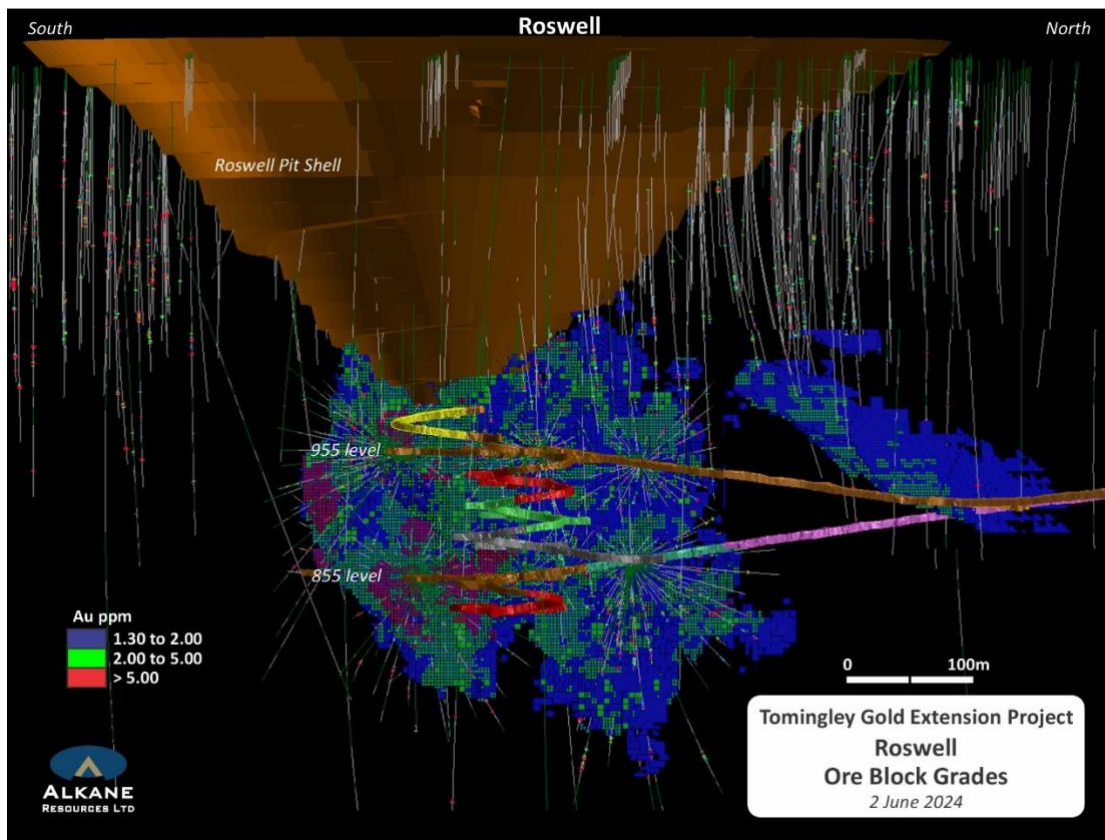 Roswell
South
North
Roswell Pit Shell
955 level
855 level
Au ppm
1.30 to 2.00
2.00 to 5.00
> 5.00
0 100m
Tomingley Gold Extension Project
Roswell
Ore Block Grades
2 June 2024
ALKANE
RESOURCES LTD